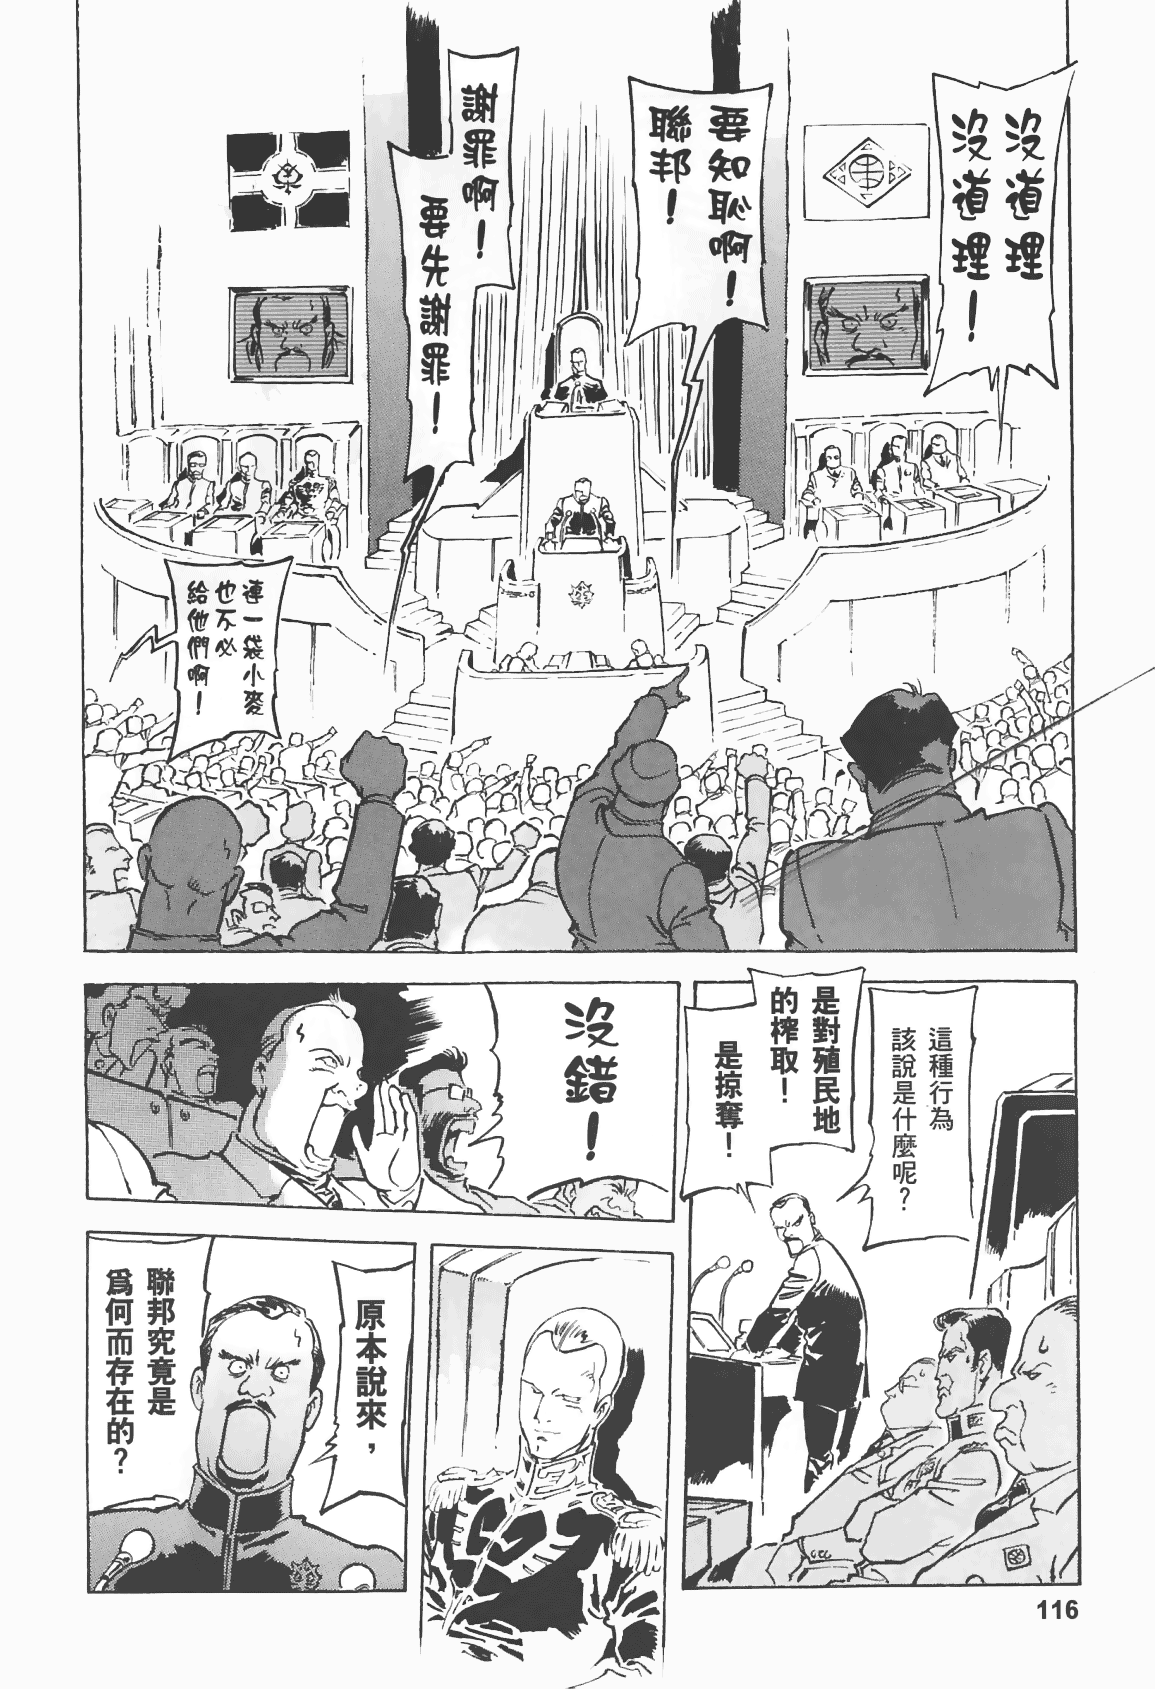 沒道理
沒道理！
要知恥啊！
聯邦！
謝罪啊！
要先謝罪！
連一袋小麥
也不必
給他們啊！
這種行為
該說是什麼呢？
是對殖民地
的榨取！
是掠奪！
沒錯！
原本說來，
聯邦究竟是
爲何而存在的？
116